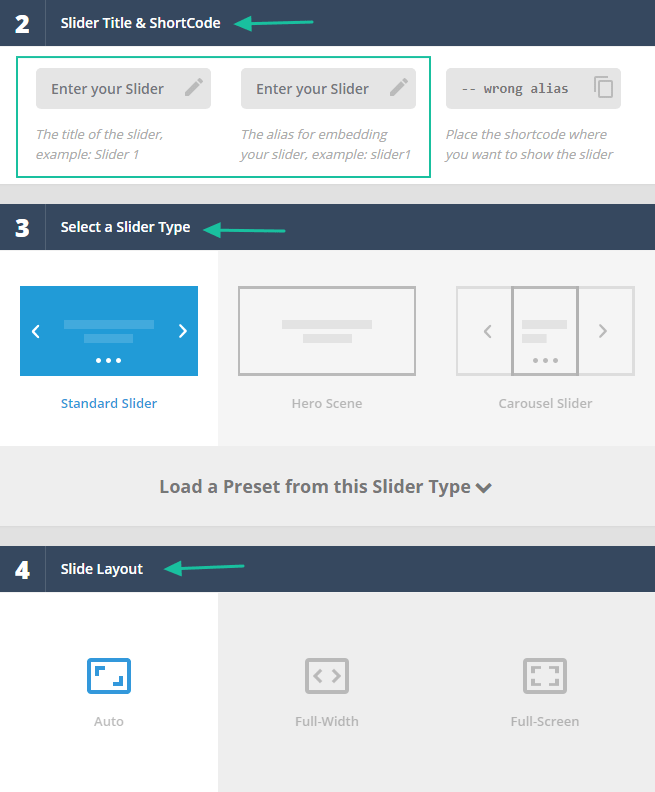 2 Slider Title & ShortCode
Enter your Slider
Enter your Slider
-- wrong alias
The title of the slider,
example: Slider 1
The alias for embedding
your slider, example: slider1
Place the shortcode where
you want to show the slider
3 Select a Slider Type
Standard Slider
Hero Scene
Carousel Slider
Load a Preset from this Slider Type
4 Slide Layout
Auto
Full-Width
Full-Screen